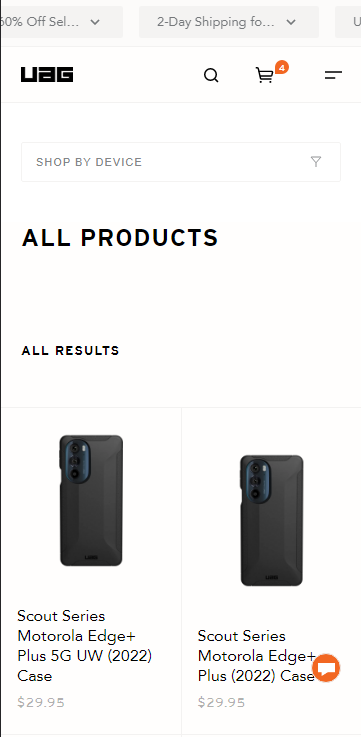 60% Off Sel...
2-Day Shipping fo...
U
UAG
4
SHOP BY DEVICE
ALL PRODUCTS
ALL RESULTS
UAG
UAG
Scout Series
Motorola Edge+
Plus 5G UW (2022)
Case
$29.95
Scout Series
Motorola Edge+
Plus (2022) Case
$29.95